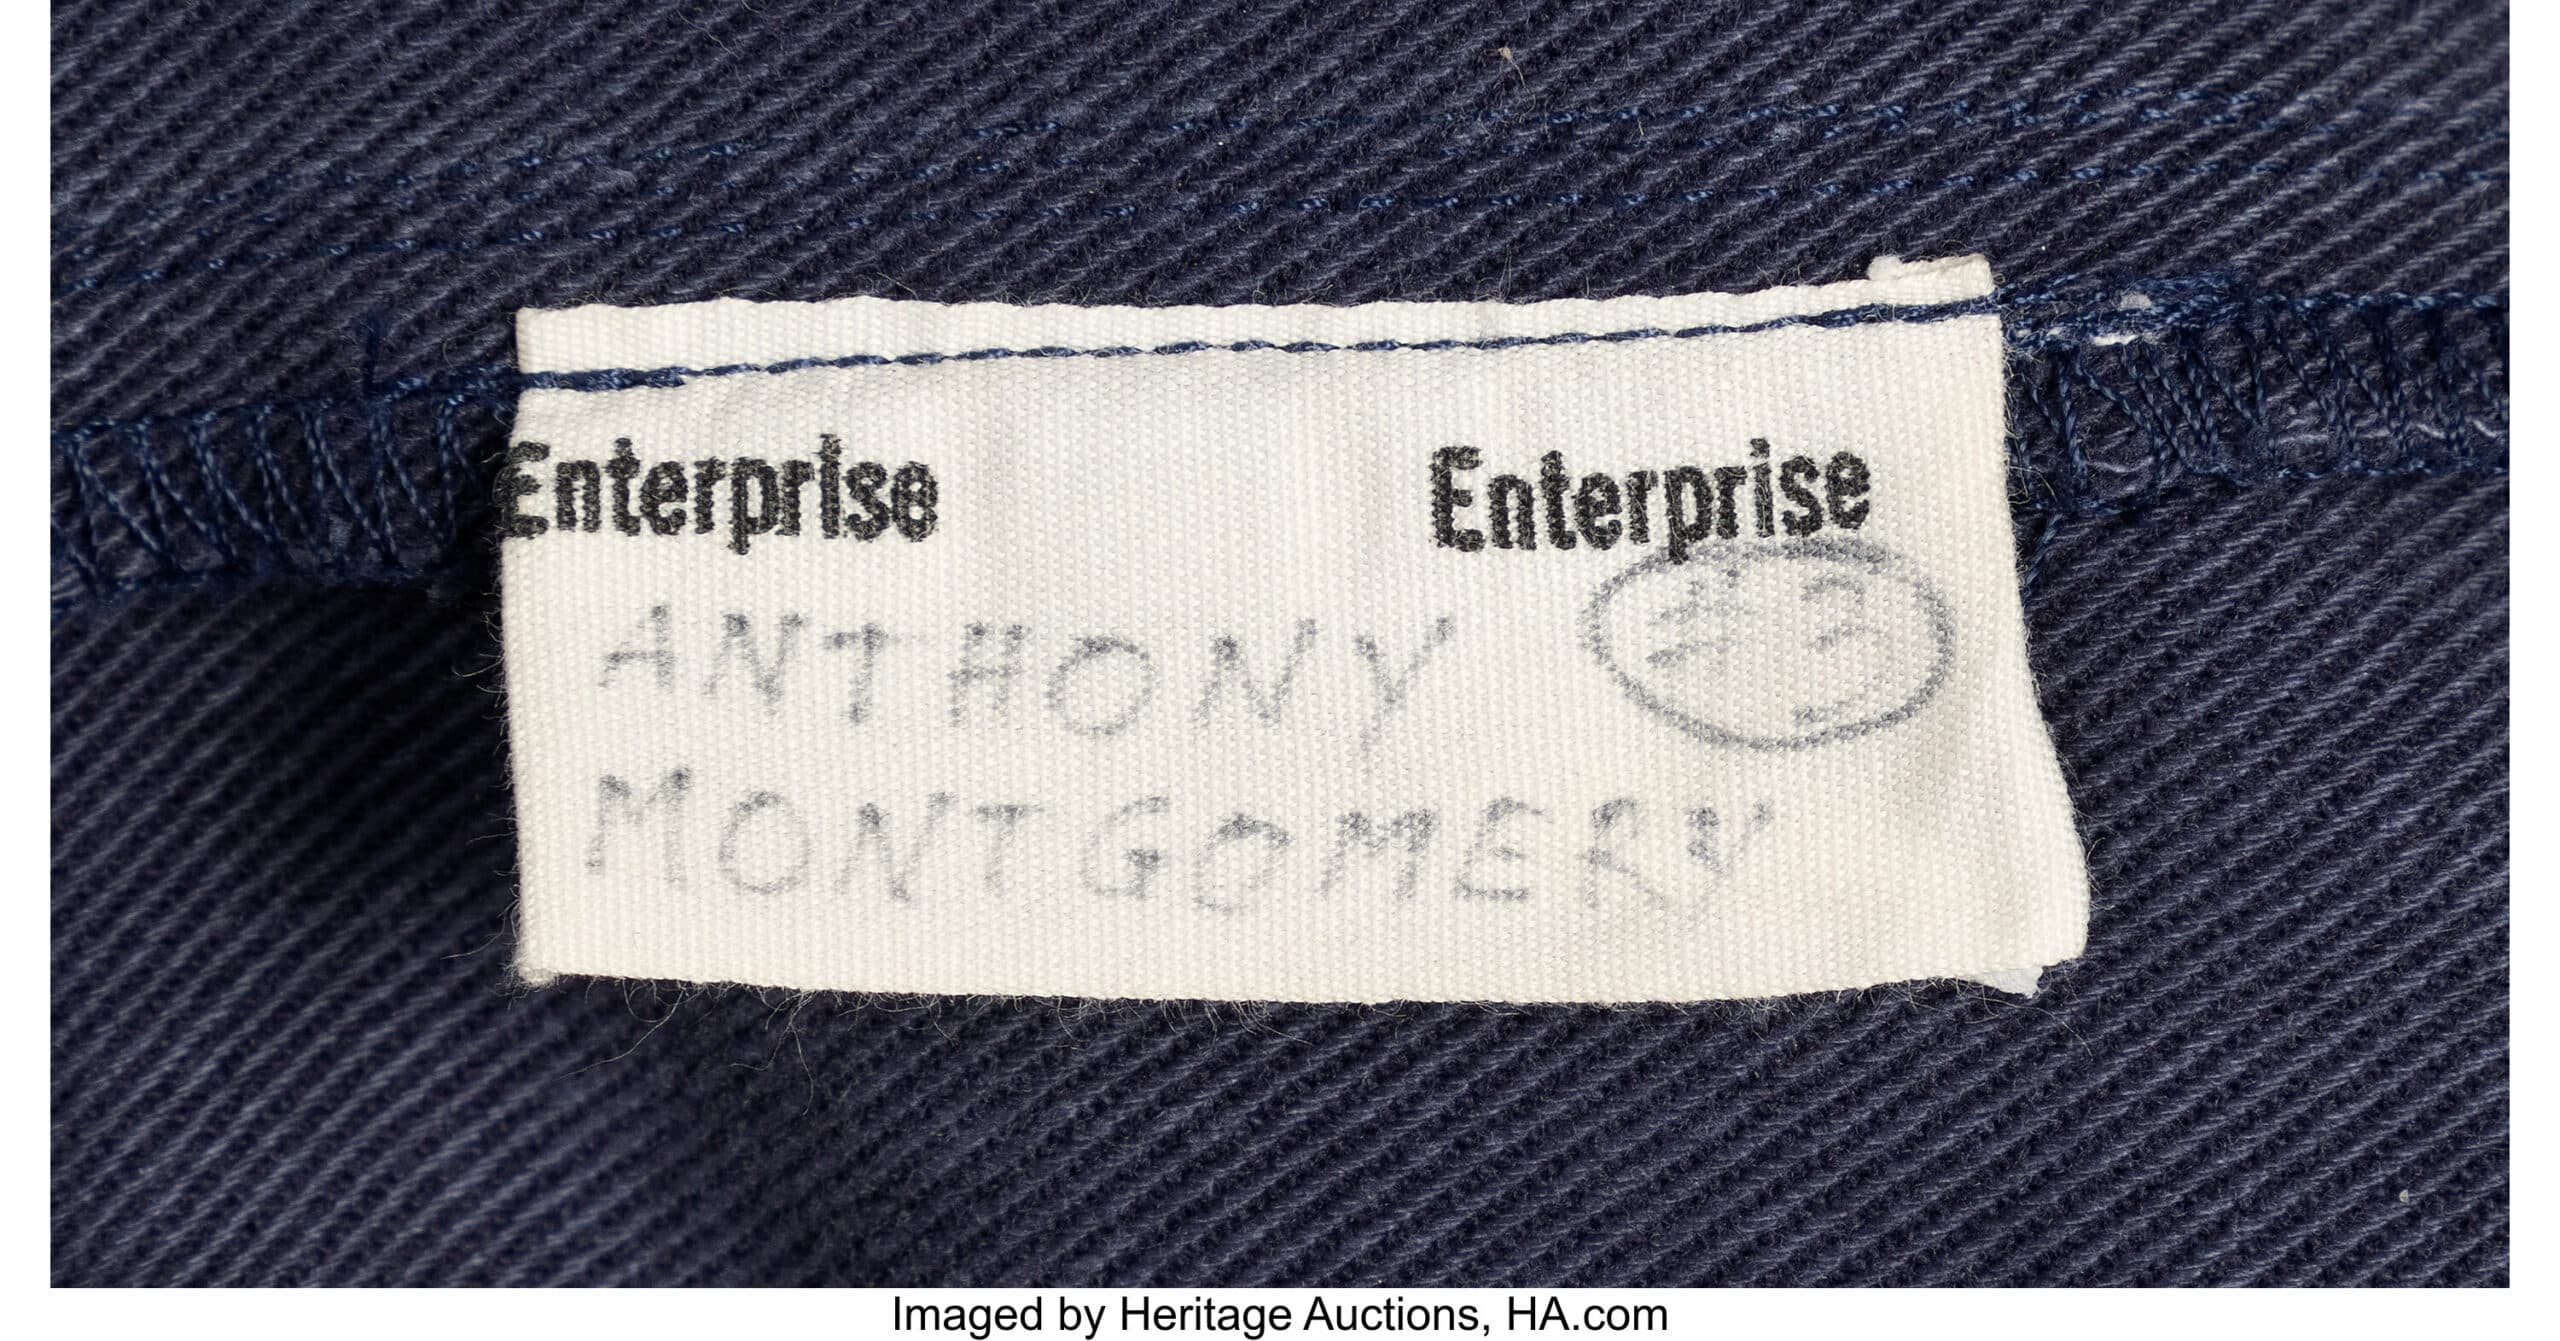 Enterprise Enterprise
ANTHONY
MONTGOMERY
Imaged by Heritage Auctions, HA.com